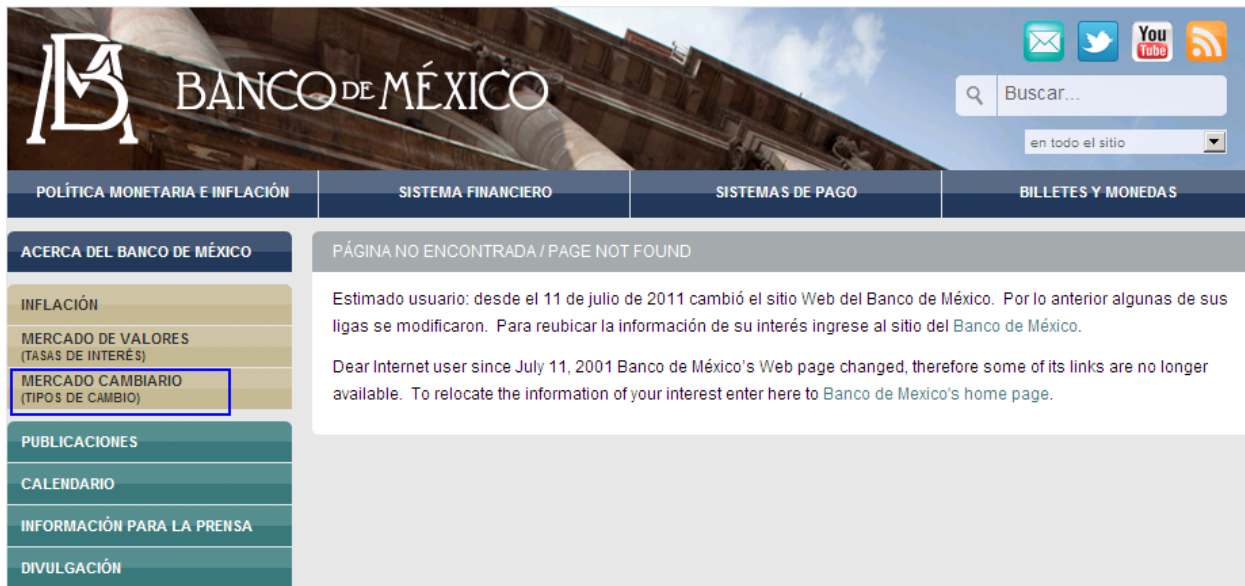 BM
BANCO DE MÉXICO
You
Tube
Buscar...
en todo el sitio
POLÍTICA MONETARIA E INFLACIÓN
SISTEMA FINANCIERO
SISTEMAS DE PAGO
BILLETES Y MONEDAS
ACERCA DEL BANCO DE MÉXICO
INFLACIÓN
MERCADO DE VALORES
(TASAS DE INTERÉS)
MERCADO CAMBIARIO
(TIPOS DE CAMBIO)
PUBLICACIONES
CALENDARIO
INFORMACIÓN PARA LA PRENSA
DIVULGACIÓN
PÁGINA NO ENCONTRADA / PAGE NOT FOUND
Estimado usuario: desde el 11 de julio de 2011 cambió el sitio Web del Banco de México. Por lo anterior algunas de sus
ligas se modificaron. Para reubicar la información de su interés ingrese al sitio del Banco de México.
Dear Internet user since July 11, 2001 Banco de México's Web page changed, therefore some of its links are no longer
available. To relocate the information of your interest enter here to Banco de Mexico's home page.